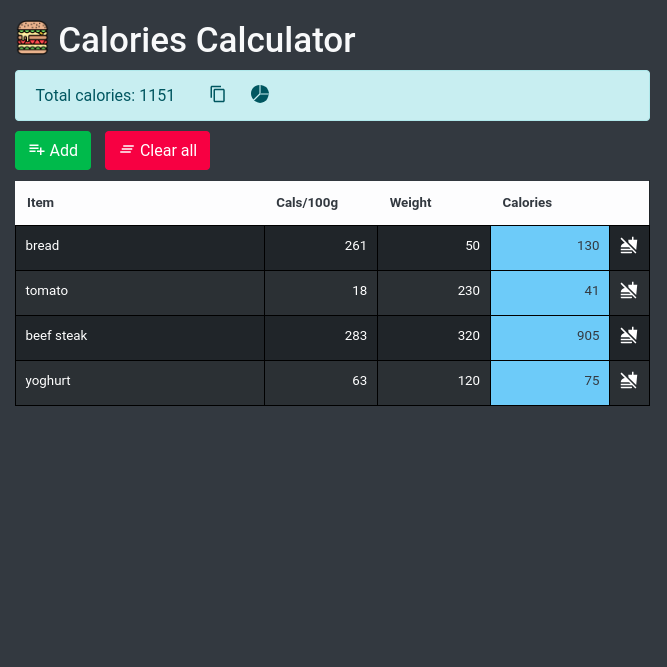 Calories Calculator
Total calories: 1151
Add Clear all
Item Cals/100g Weight Calories
bread 261 50 130
tomato 18 230 41
beef steak 283 320 905
yoghurt 63 120 75